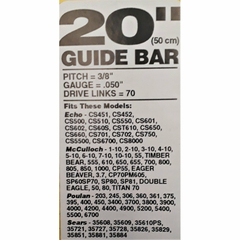 20"
(50 cm)
GUIDE BAR
PITCH = 3/8"
GAUGE = .050"
DRIVE LINKS = 70
Fits These Models:
Echo - CS451, CS452,
CS500, CS510, CS550, CS601,
CS602, CS60S, CST610, CS650,
CS660, CS701, CS702, CS750,
CS5500, CS6700, CS8000
McCulloch - 1-10, 2-10, 3-10, 4-10,
5-10, 6-10, 7-10, 10-10, 55, TIMBER
BEAR, 555, 610, 650, 655, 700, 800,
805, 850, 1000, CP55, EAGER
BEAVER, 3.7, CP70PM605,
SP60SP70, SP80, SP81, DOUBLE
EAGLE, 50, 80, TITAN 70
Poulan - 203, 245, 306, 360, 361, 375,
395, 400, 450, 3400, 3700, 3800, 3900,
4000, 4200, 4400, 4900, 5200, 5400,
5500, 6700
Sears - 35608, 35609, 35610PS,
35721, 35727, 35728, 35826, 35829,
35851, 35881, 35884